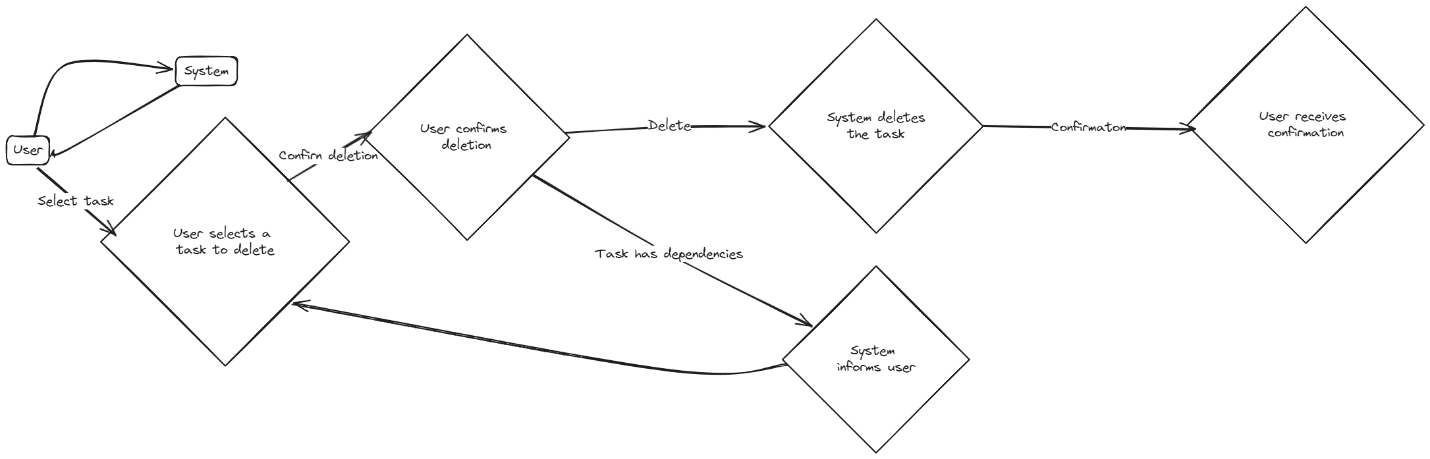 System
User
Select task
User selects a
task to delete
Confirn deletion
User confirms
deletion
Delete
System deletes
the task
Confirmaton
User receives
confirmation
Task has dependencies
System
informs user